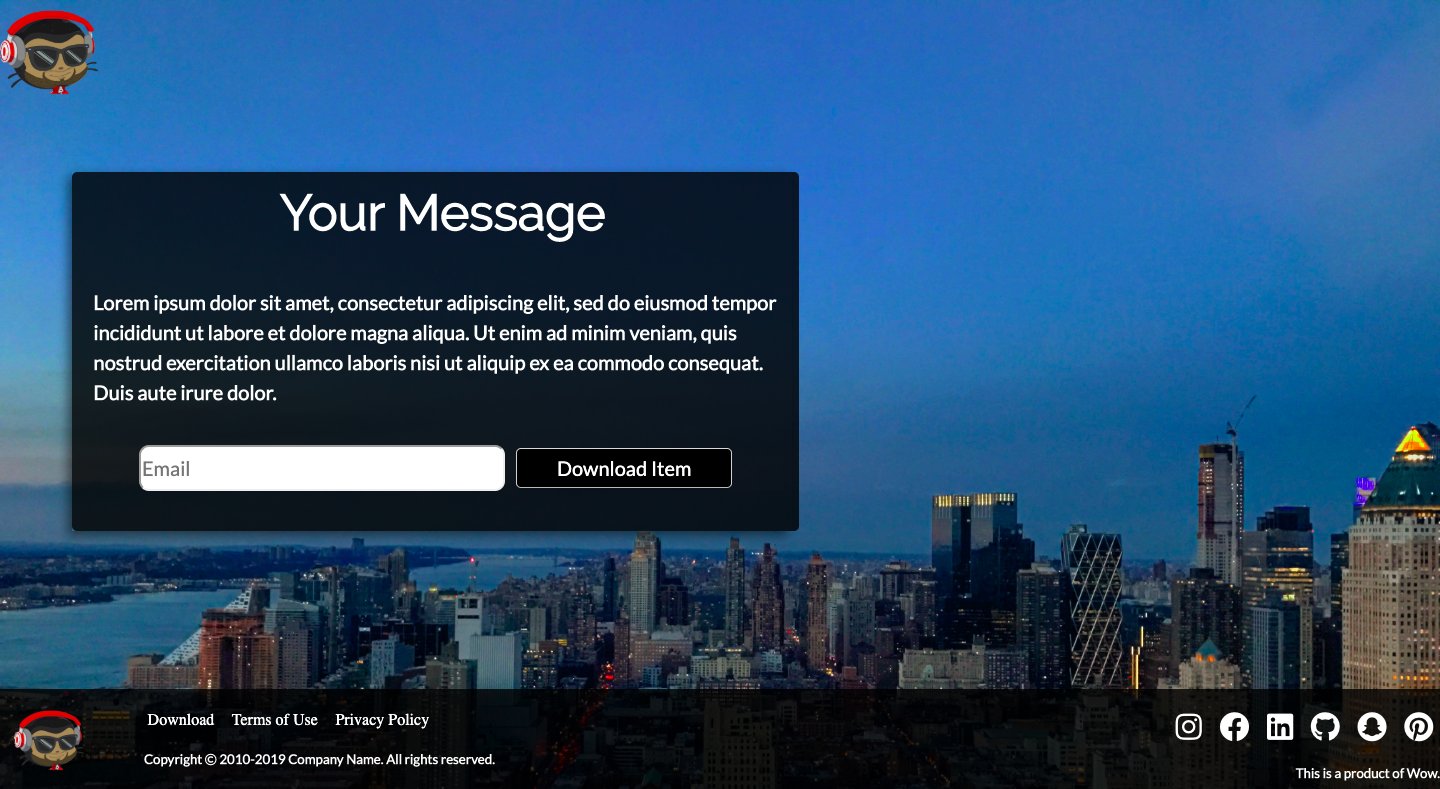 Your Message
Lorem ipsum dolor sit amet, consectetur adipiscing elit, sed do eiusmod tempor
incididunt ut labore et dolore magna aliqua. Ut enim ad minim veniam, quis
nostrud exercitation ullamco laboris nisi ut aliquip ex ea commodo consequat.
Duis aute irure dolor.
Email
Download Item
Download Terms of Use Privacy Policy
Copyright © 2010-2019 Company Name. All rights reserved.
This is a product of Wow.